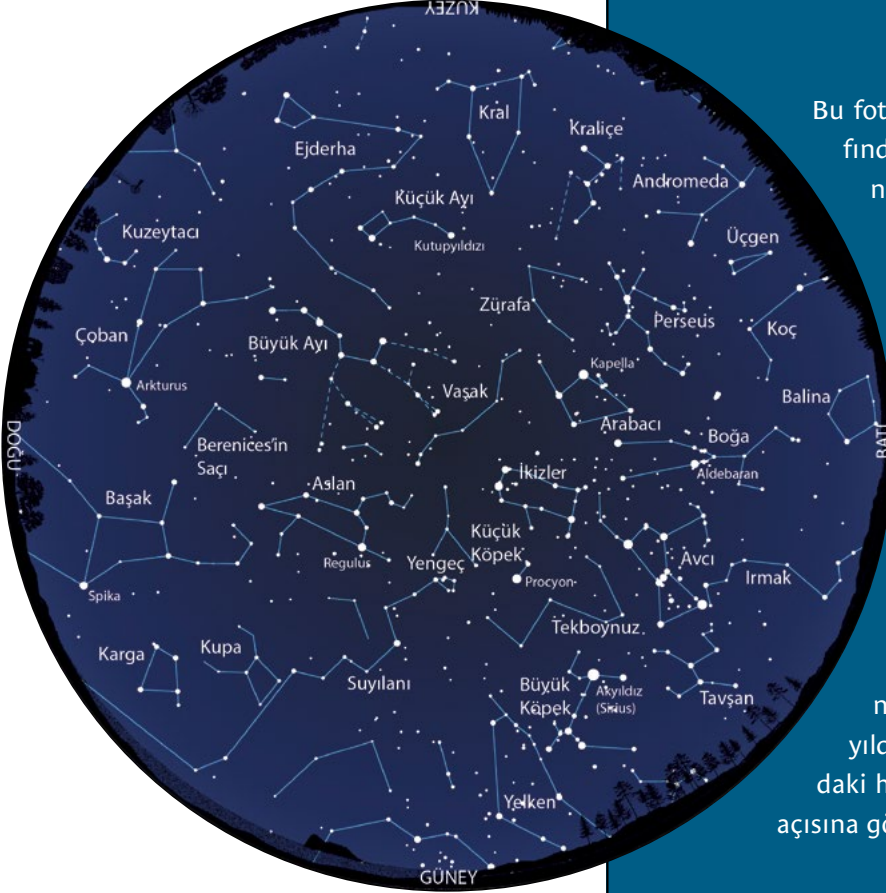 KUZEY
Kral
Kraliçe
Ejderha
Andromeda
Küçük Ayı
Kutupyıldızı
Kuzeytacı
Üçgen
Zürafa
Perseus
Koç
Çoban
Büyük Ayı
Kapella
Arkturus
Vaşak
Balina
Arabacı
Boğa
DOĞU
BATI
Berenices'in
Saçı
Aldebaran
İkizler
Aslan
Başak
Küçük
Köpek
Regulus
Yengeç
Procyon
Avcı
Irmak
Spika
Tekboynuz
Karga
Kupa
Suyılanı
Büyük
Köpek
Akyıldız
(Sirius)
Tavşan
Yelken
GÜNEY
Bu fot
fınd
n
n
yıld
daki h
açısına gö